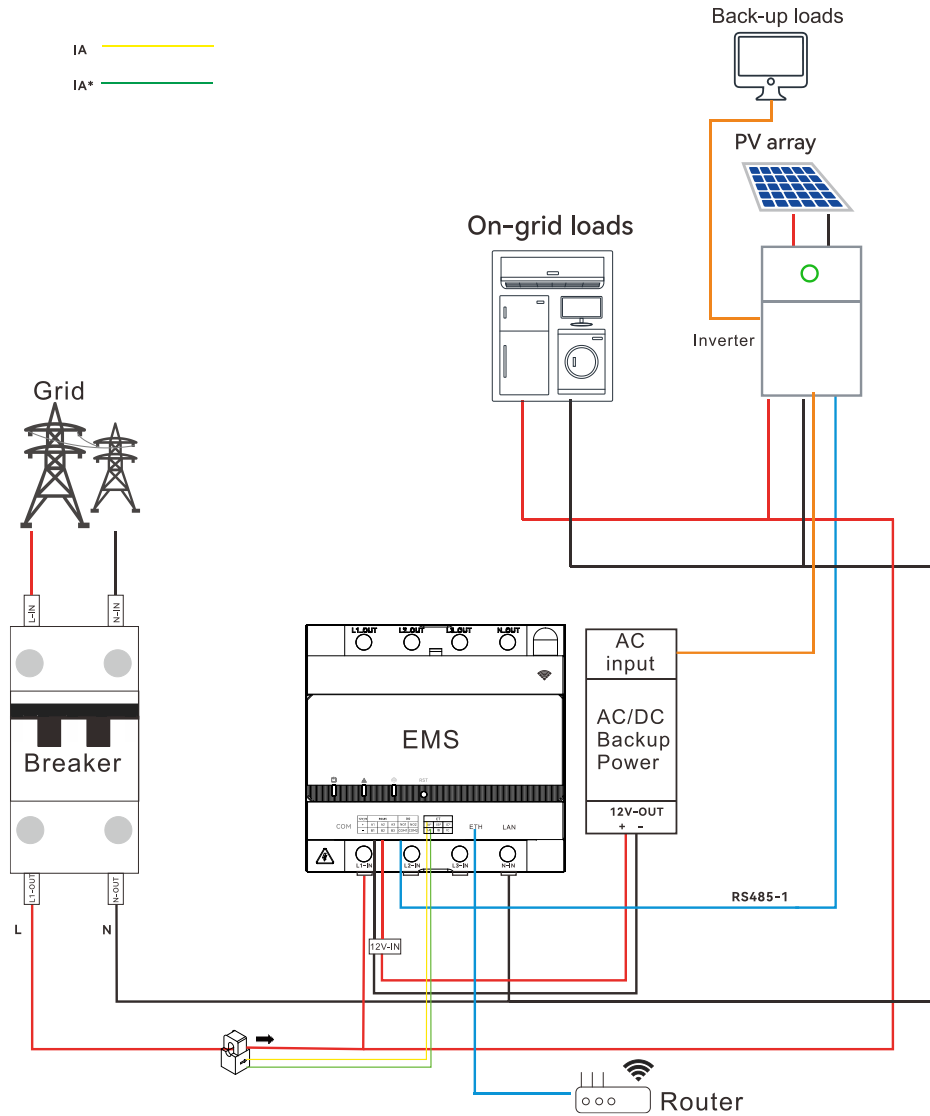 Back-up loads
IA
IA*
PV array
On-grid loads
Inverter
Grid
L-IN
N-IN
L1_OUT L2_OUT L3_OUT N_OUT
AC
input
EMS
AC/DC
Backup
Power
Breaker
RST
12V-OUT
+ -
COM
ETH
LAN
L1-IN L2-IN L3-IN N-IN
L1-OUT
N-OUT
RS485-1
L
N
12V-IN
Router